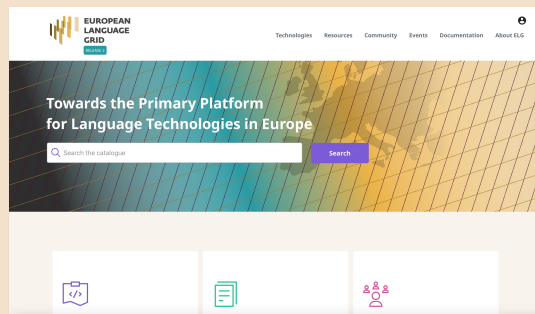 EUROPEAN
LANGUAGE
GRID
RELEASE 2
Technologies Resources Community Events Documentation About ELG
Towards the Primary Platform
for Language Technologies in Europe
Search the catalogue
Search